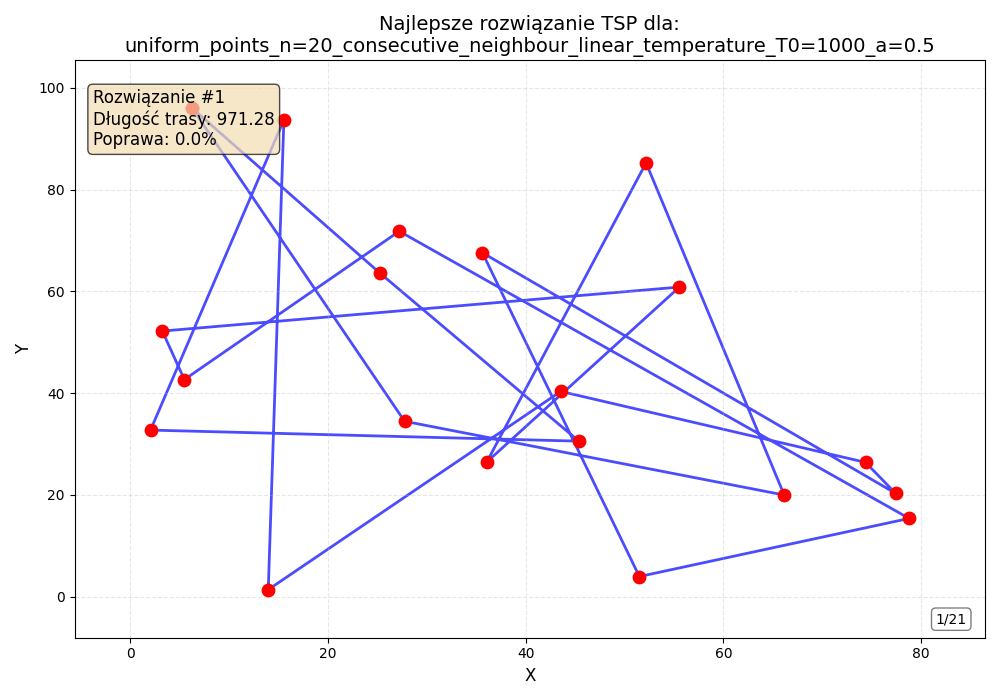 Najlepsze rozwiązanie TSP dla:
uniform_points_n=20_consecutive_neighbour_linear_temperature_T0=1000_a=0.5
Rozwiązanie #1
Długość trasy: 971.28
Poprawa: 0.0%
100
80
60
40
20
0
Y
1/21
0 20 40 60 80
X